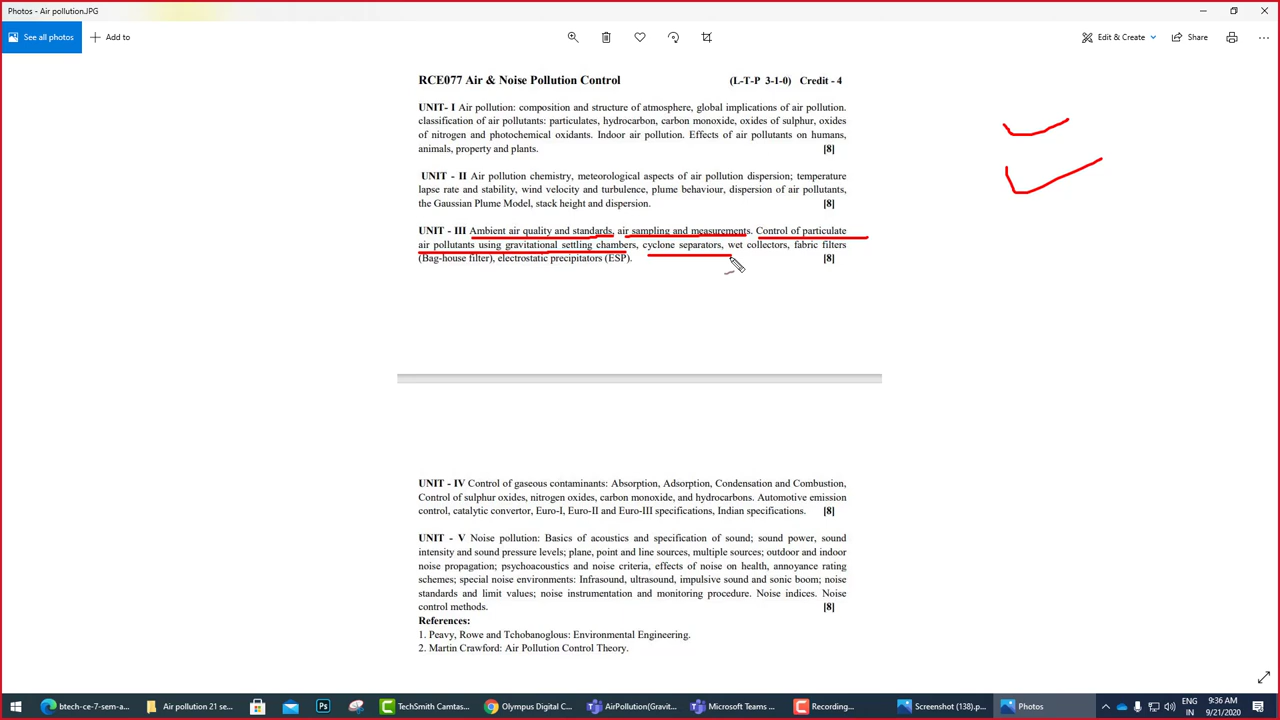 Photos - Air pollution.JPG
See all photos
Add to
Edit & Create
Share
RCE077 Air & Noise Pollution Control (L-T-P 3-1-0) Credit - 4
UNIT- I Air pollution: composition and structure of atmosphere, global implications of air pollution.
classification of air pollutants: particulates, hydrocarbon, carbon monoxide, oxides of sulphur, oxides
of nitrogen and photochemical oxidants. Indoor air pollution. Effects of air pollutants on humans,
animals, property and plants. [8]
UNIT - II Air pollution chemistry, meteorological aspects of air pollution dispersion; temperature
lapse rate and stability, wind velocity and turbulence, plume behaviour, dispersion of air pollutants,
the Gaussian Plume Model, stack height and dispersion. [8]
UNIT - III Ambient air quality and standards, air sampling and measurements. Control of particulate
air pollutants using gravitational settling chambers, cyclone separators, wet collectors, fabric filters
(Bag-house filter), electrostatic precipitators (ESP). [8]
UNIT - IV Control of gaseous contaminants: Absorption, Adsorption, Condensation and Combustion,
Control of sulphur oxides, nitrogen oxides, carbon monoxide, and hydrocarbons. Automotive emission
control, catalytic convertor, Euro-I, Euro-II and Euro-III specifications, Indian specifications. [8]
UNIT - V Noise pollution: Basics of acoustics and specification of sound; sound power, sound
intensity and sound pressure levels; plane, point and line sources, multiple sources; outdoor and indoor
noise propagation; psychoacoustics and noise criteria, effects of noise on health, annoyance rating
schemes; special noise environments: Infrasound, ultrasound, impulsive sound and sonic boom; noise
standards and limit values; noise instrumentation and monitoring procedure. Noise indices. Noise
control methods. [8]
References:
1. Peavy, Rowe and Tchobanoglous: Environmental Engineering.
2. Martin Crawford: Air Pollution Control Theory.
btech-ce-7-sem-a...
Air pollution 21 se...
TechSmith Camtas...
Olympus Digital C...
AirPollution(Gravit...
Microsoft Teams ...
Recording...
Screenshot (138).p...
Photos
ENG
IN
9:36 AM
9/21/2020